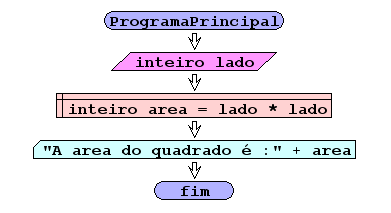 ProgramaPrincipal
inteiro lado
inteiro area = lado * lado
"A area do quadrado é :" + area
fim